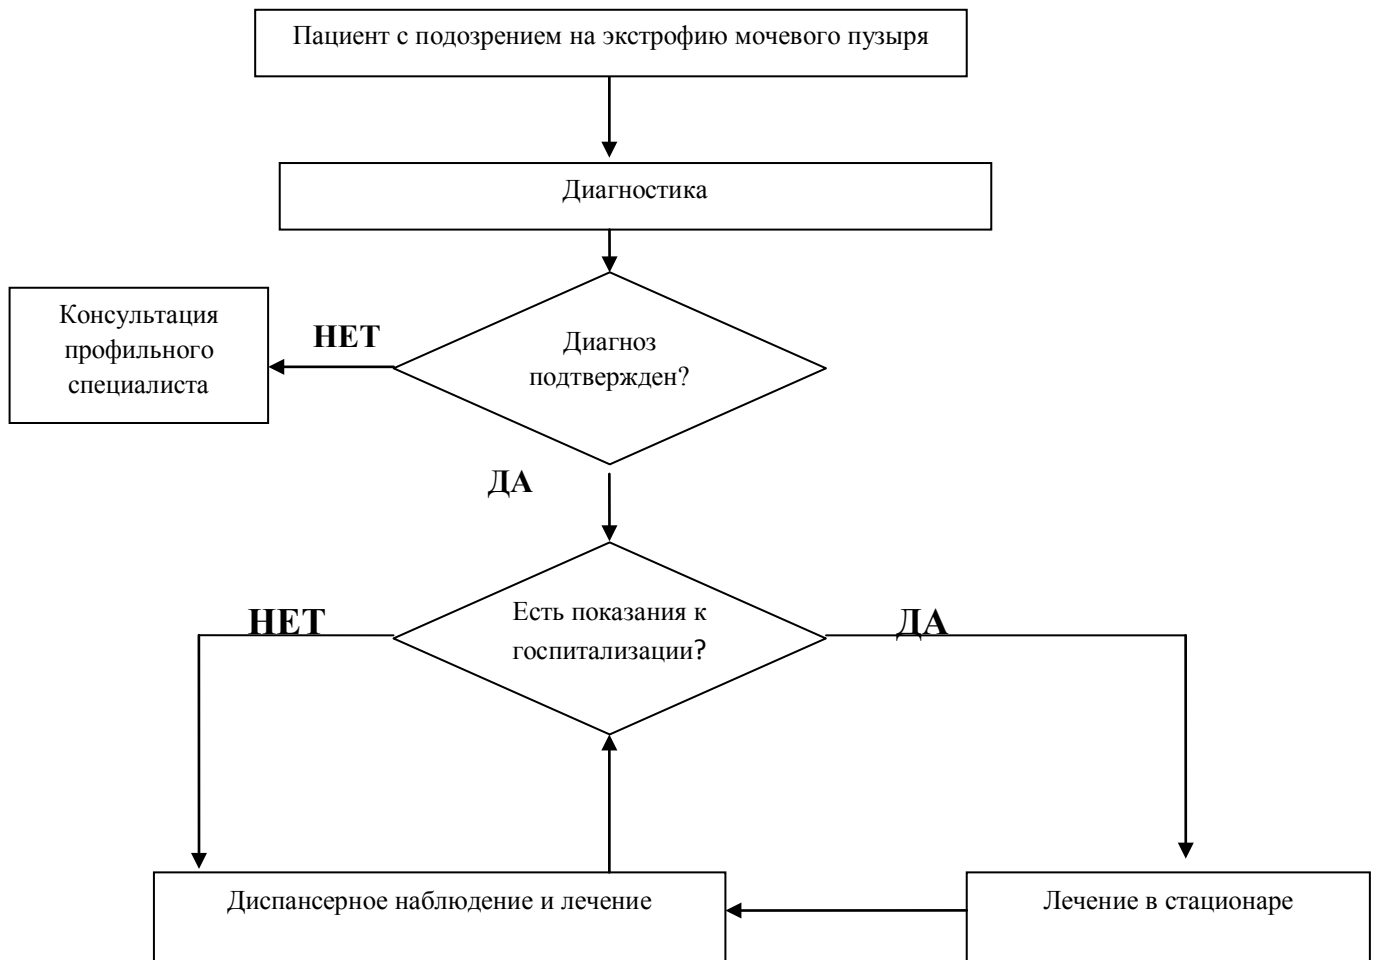 Пациент с подозрением на экстрофию мочевого пузыря
Диагностика
Консультация
профильного
специалиста
НЕТ
Диагноз
подтвержден?
ДА
НЕТ
Есть показания к
госпитализации?
ДА
Диспансерное наблюдение и лечение
Лечение в стационаре